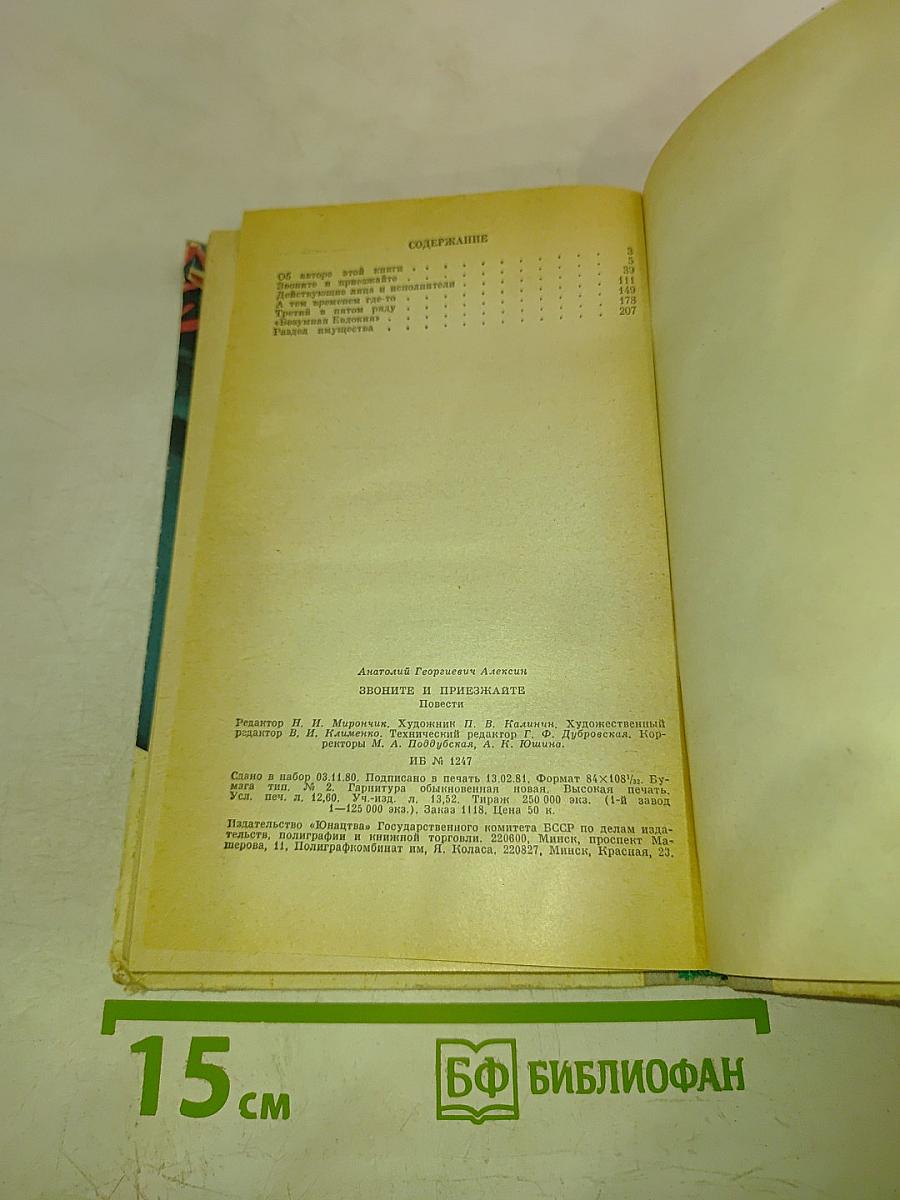 СОДЕРЖАНИЕ
Об авторе этой книги . . . . . . . . . . 3
Звоните и приезжайте . . . . . . . . . . 5
Действующие лица и исполнители . . . . . . . . 39
А тем временем где-то . . . . . . . . . . 111
Третий в пятом ряду . . . . . . . . . . 149
«Безумная Евдокия» . . . . . . . . . . 173
Раздел имущества . . . . . . . . . . 207
Анатолий Георгиевич Алексин
ЗВОНИТЕ И ПРИЕЗЖАЙТЕ
Повести
Редактор Н. И. Мирончик. Художник П. В. Калинин. Художественный
редактор В. И. Клименко. Технический редактор Г. Ф. Дубровская. Кор-
ректоры М. А. Поддубская, А. К. Юшина.
ИБ № 1247
Сдано в набор 03.11.80. Подписано в печать 13.02.81. Формат 84×108¹/₃₂. Бу-
мага тип. № 2. Гарнитура обыкновенная новая. Высокая печать.
Усл. печ. л. 12,60. Уч.-изд. л. 13,52. Тираж 250 000 экз. (1-й завод
1—125 000 экз.). Заказ 1118. Цена 50 к.
Издательство «Юнацтва» Государственного комитета БССР по делам изда-
тельств, полиграфии и книжной торговли. 220600, Минск, проспект Ма-
шерова, 11. Полиграфкомбинат им. Я. Коласа. 220827, Минск, Красная, 23.
15 см
БФ БИБЛИОФАН